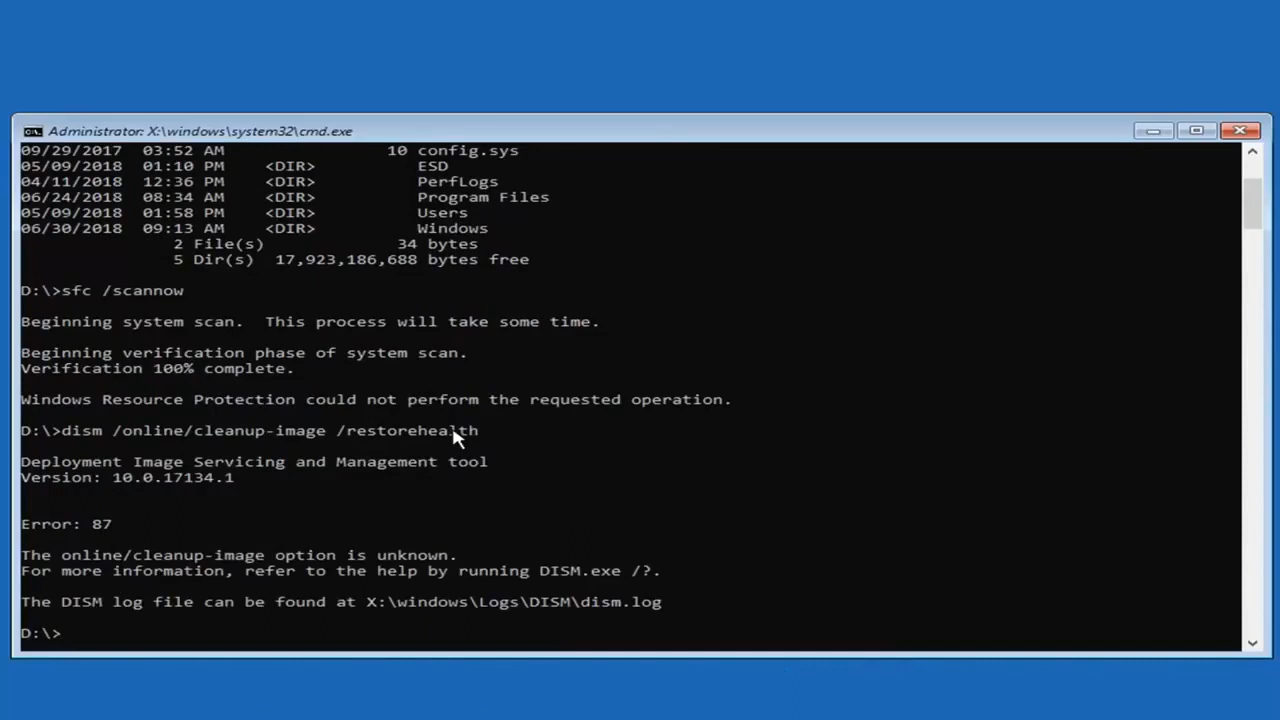 Administrator: X:\windows\system32\cmd.exe
09/29/2017  03:52 AM                10 config.sys
05/09/2018  01:10 PM    <DIR>          ESD
04/11/2018  12:36 PM    <DIR>          PerfLogs
06/24/2018  08:34 AM    <DIR>          Program Files
05/09/2018  01:58 PM    <DIR>          Users
06/30/2018  09:13 AM    <DIR>          Windows
2 File(s)             34 bytes
5 Dir(s)  17,923,186,688 bytes free
D:\>sfc /scannow
Beginning system scan.  This process will take some time.
Beginning verification phase of system scan.
Verification 100% complete.
Windows Resource Protection could not perform the requested operation.
D:\>dism /online/cleanup-image /restorehealth
Deployment Image Servicing and Management tool
Version: 10.0.17134.1
Error: 87
The online/cleanup-image option is unknown.
For more information, refer to the help by running DISM.exe /?.
The DISM log file can be found at X:\windows\Logs\DISM\dism.log
D:\>